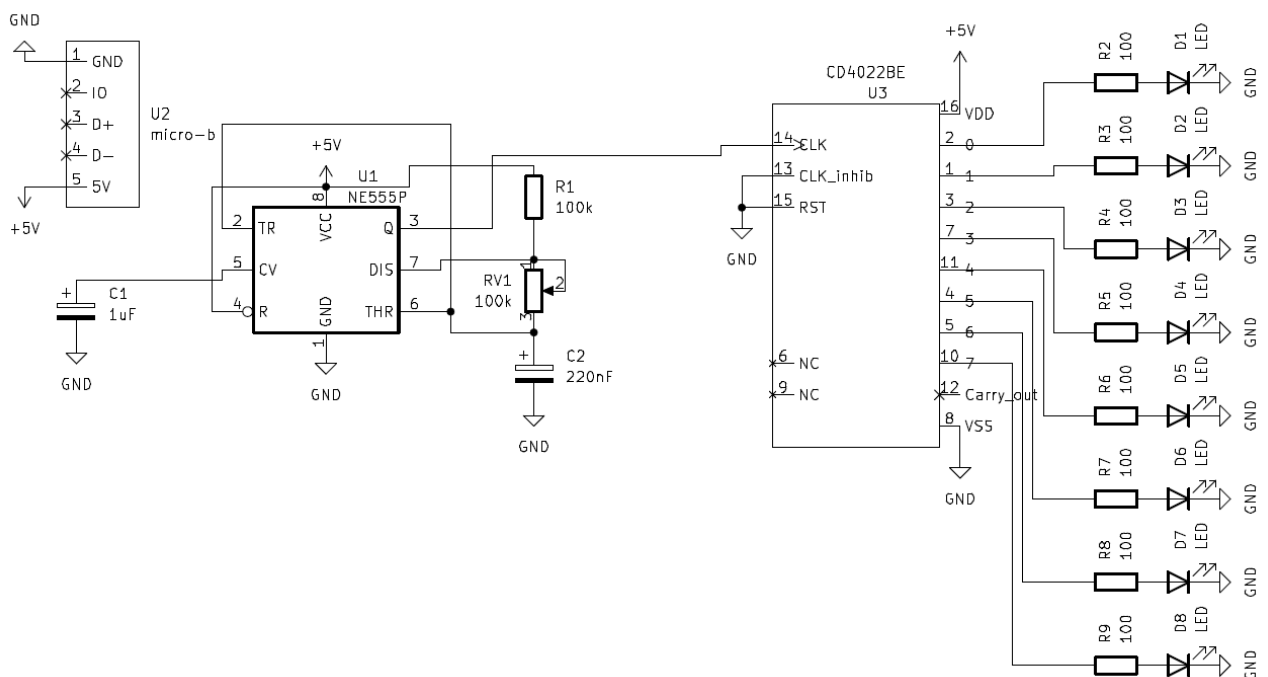 GND
1 GND
2 IO
3 D+
4 D-
5 5V
+5V
U2
micro-b
+5V
U1
NE555P
8
VCC
2 TR
5 CV
4 R
Q 3
DIS 7
THR 6
GND
1
GND
C1
1uF
+
GND
R1
100k
RV1
100k
1
2
3
C2
220nF
+
GND
CD4022BE
U3
+5V
14 CLK
13 CLK_inhib
15 RST
GND
6 NC
9 NC
16 VDD
2 0
1 1
3 2
7 3
11 4
4 5
5 6
10 7
12 Carry_out
8 VSS
GND
R2
100
D1
LED
GND
R3
100
D2
LED
GND
R4
100
D3
LED
GND
R5
100
D4
LED
GND
R6
100
D5
LED
GND
R7
100
D6
LED
GND
R8
100
D7
LED
GND
R9
100
D8
LED
GND